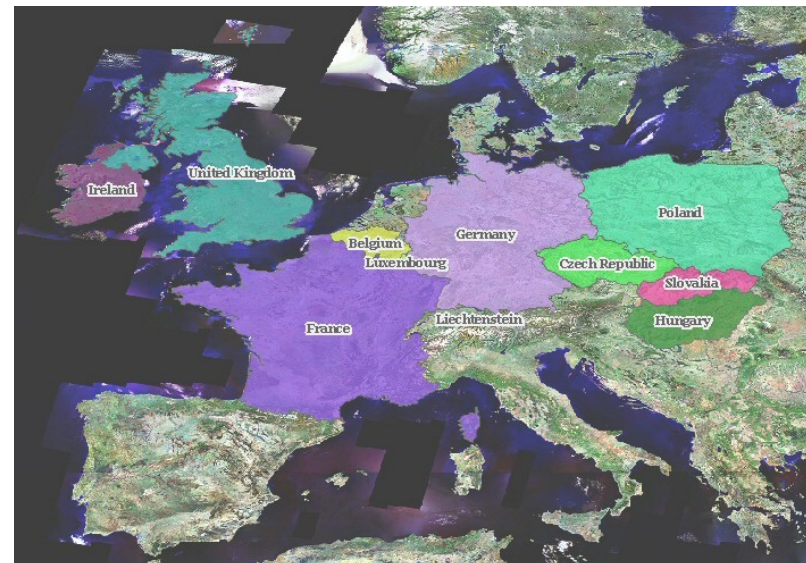 Ireland
United Kingdom
Belgium
Luxembourg
Germany
Poland
Czech Republic
Slovakia
Hungary
Liechtenstein
France